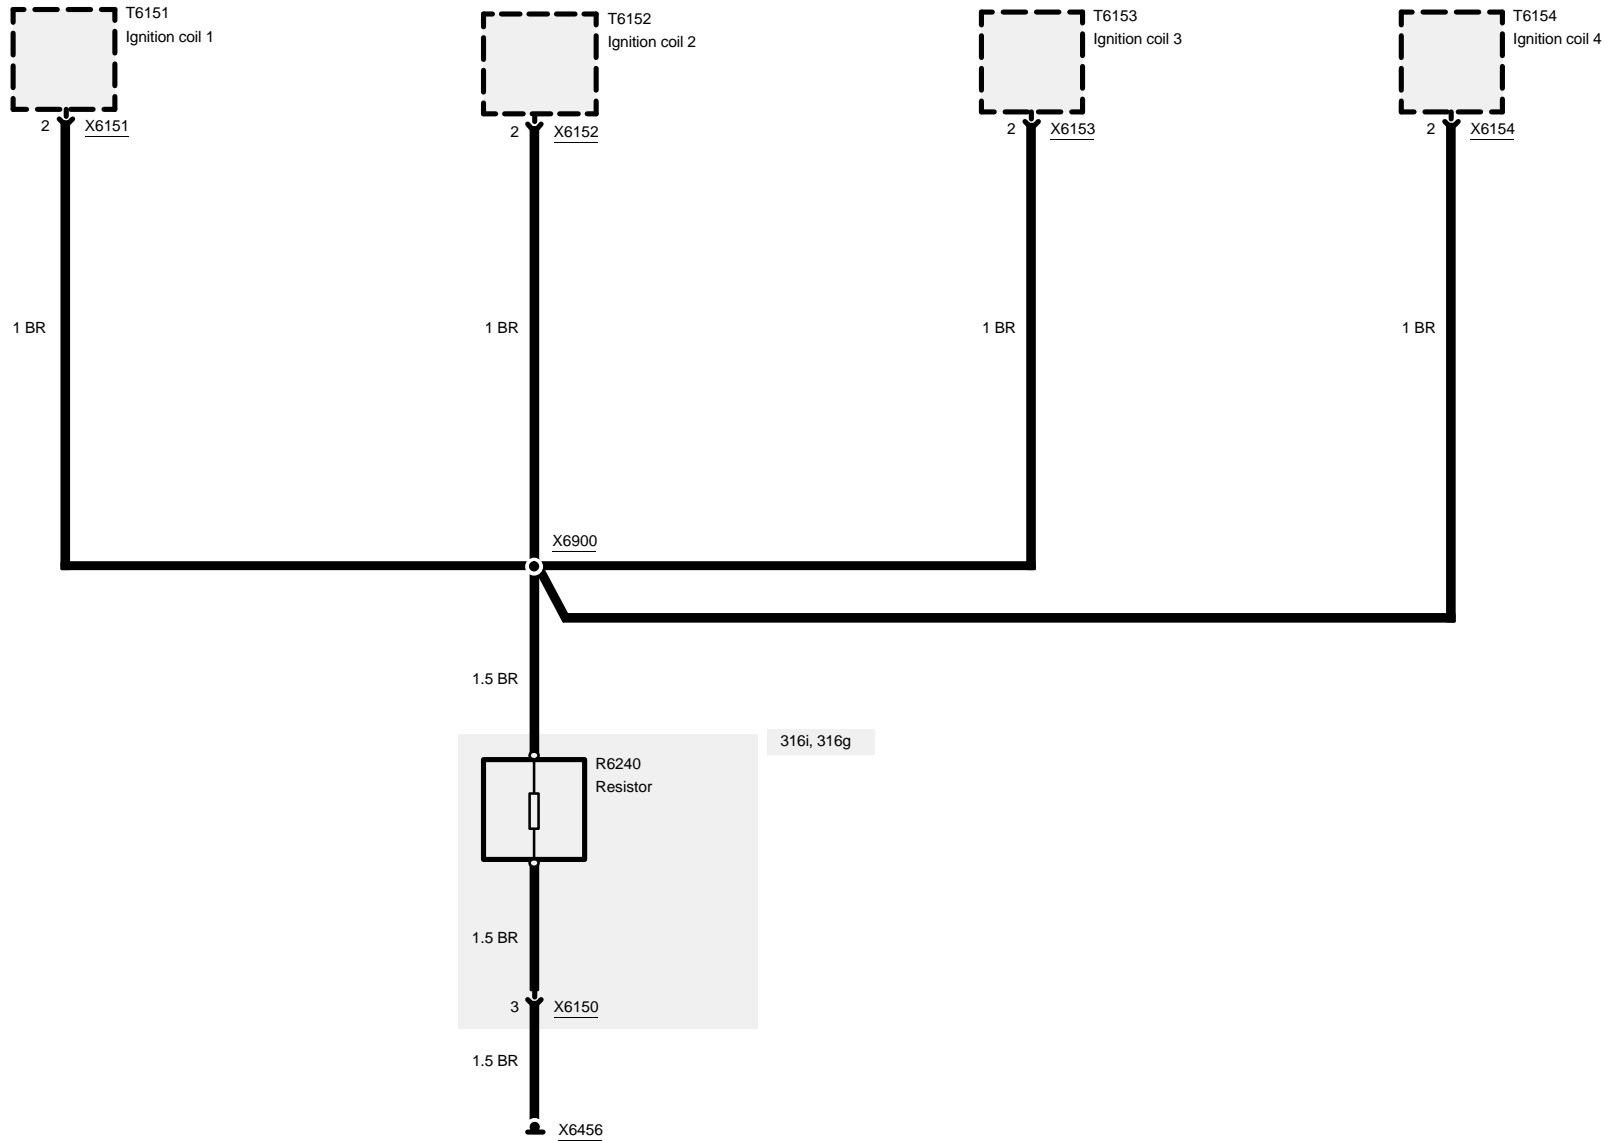 T6151
Ignition coil 1
T6152
Ignition coil 2
T6153
Ignition coil 3
T6154
Ignition coil 4
2 X6151
2 X6152
2 X6153
2 X6154
1 BR
1 BR
1 BR
1 BR
X6900
1.5 BR
316i, 316g
R6240
Resistor
1.5 BR
3 X6150
1.5 BR
X6456